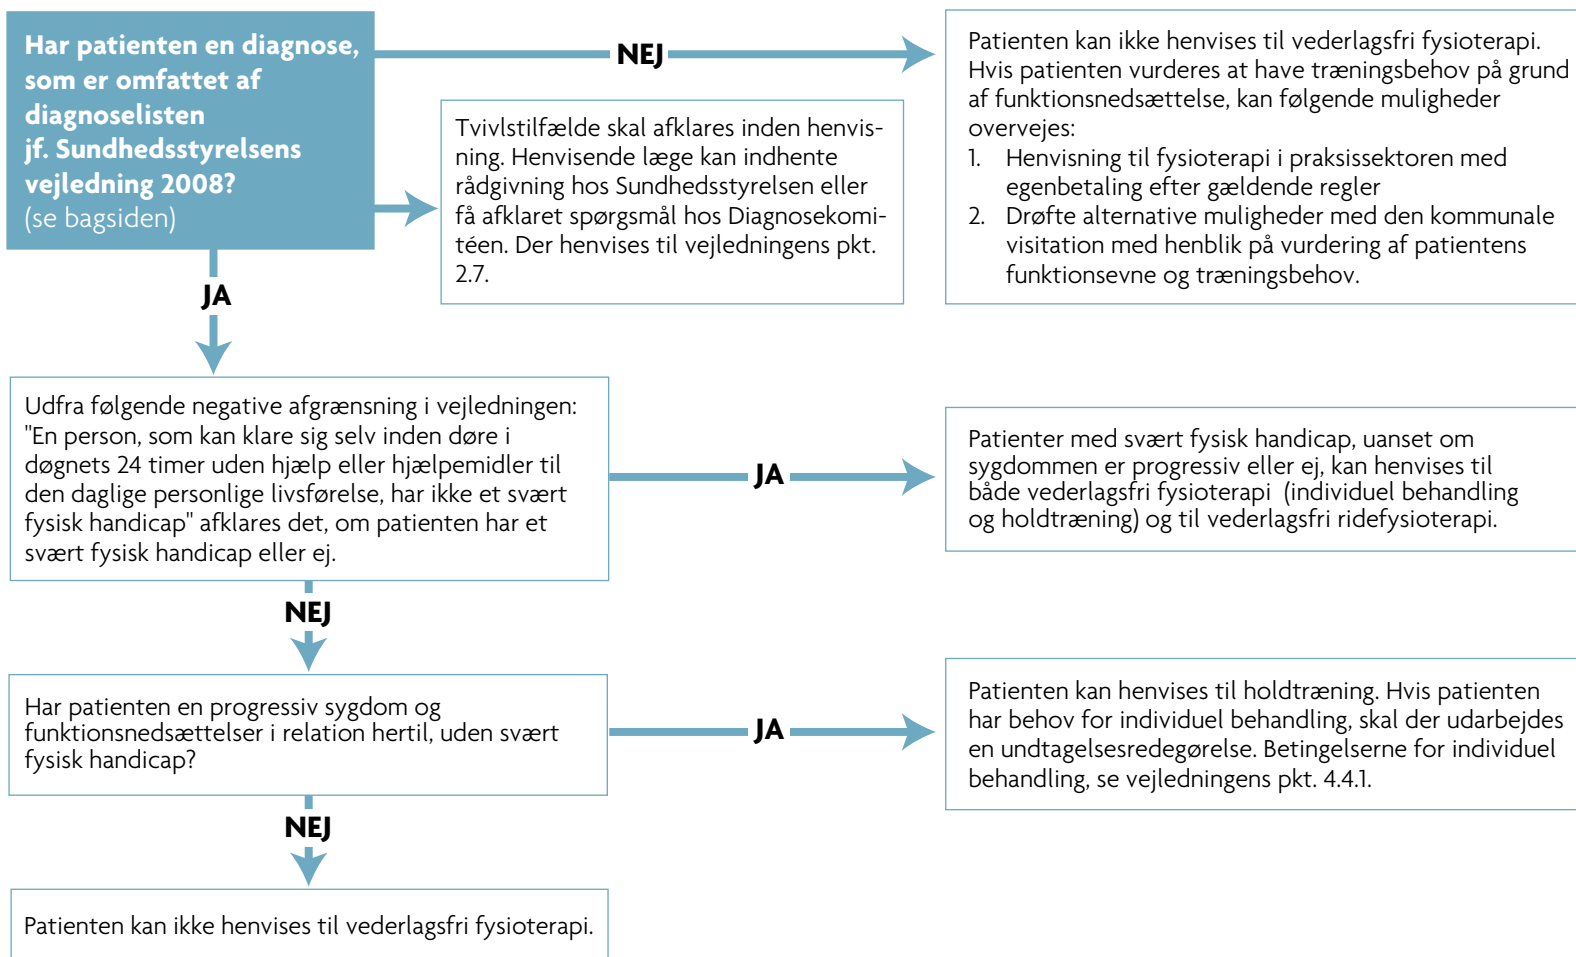 Har patienten en diagnose,
som er omfattet af
diagnoselisten
jf. Sundhedsstyrelsens
vejledning 2008?
(se bagsiden)
NEJ
Patienten kan ikke henvises til vederlagsfri fysioterapi.
Hvis patienten vurderes at have træningsbehov på grund
af funktionsnedsættelse, kan følgende muligheder
overvejes:
1. Henvisning til fysioterapi i praksissektoren med
egenbetaling efter gældende regler
2. Drøfte alternative muligheder med den kommunale
visitation med henblik på vurdering af patientens
funktionsevne og træningsbehov.
Tvivlstilfælde skal afklares inden henvis-
ning. Henvisende læge kan indhente
rådgivning hos Sundhedsstyrelsen eller
få afklaret spørgsmål hos Diagnosekomi-
téen. Der henvises til vejledningens pkt.
2.7.
JA
Udfra følgende negative afgrænsning i vejledningen:
"En person, som kan klare sig selv inden døre i
døgnets 24 timer uden hjælp eller hjælpemidler til
den daglige personlige livsførelse, har ikke et svært
fysisk handicap" afklares det, om patienten har et
svært fysisk handicap eller ej.
JA
Patienter med svært fysisk handicap, uanset om
sygdommen er progressiv eller ej, kan henvises til
både vederlagsfri fysioterapi (individuel behandling
og holdtræning) og til vederlagsfri ridefysioterapi.
NEJ
Har patienten en progressiv sygdom og
funktionsnedsættelser i relation hertil, uden svært
fysisk handicap?
JA
Patienten kan henvises til holdtræning. Hvis patienten
har behov for individuel behandling, skal der udarbejdes
en undtagelsesredegørelse. Betingelserne for individuel
behandling, se vejledningens pkt. 4.4.1.
NEJ
Patienten kan ikke henvises til vederlagsfri fysioterapi.